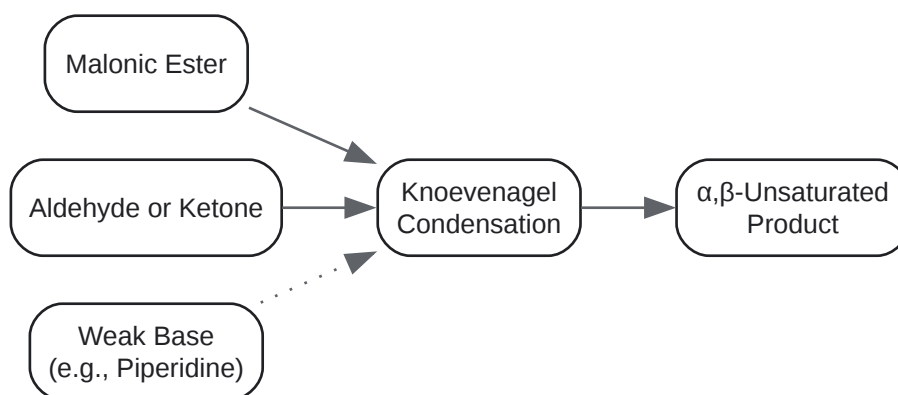 Malonic Ester
Aldehyde or Ketone
Weak Base
(e.g., Piperidine)
Knoevenagel
Condensation
α,β-Unsaturated
Product